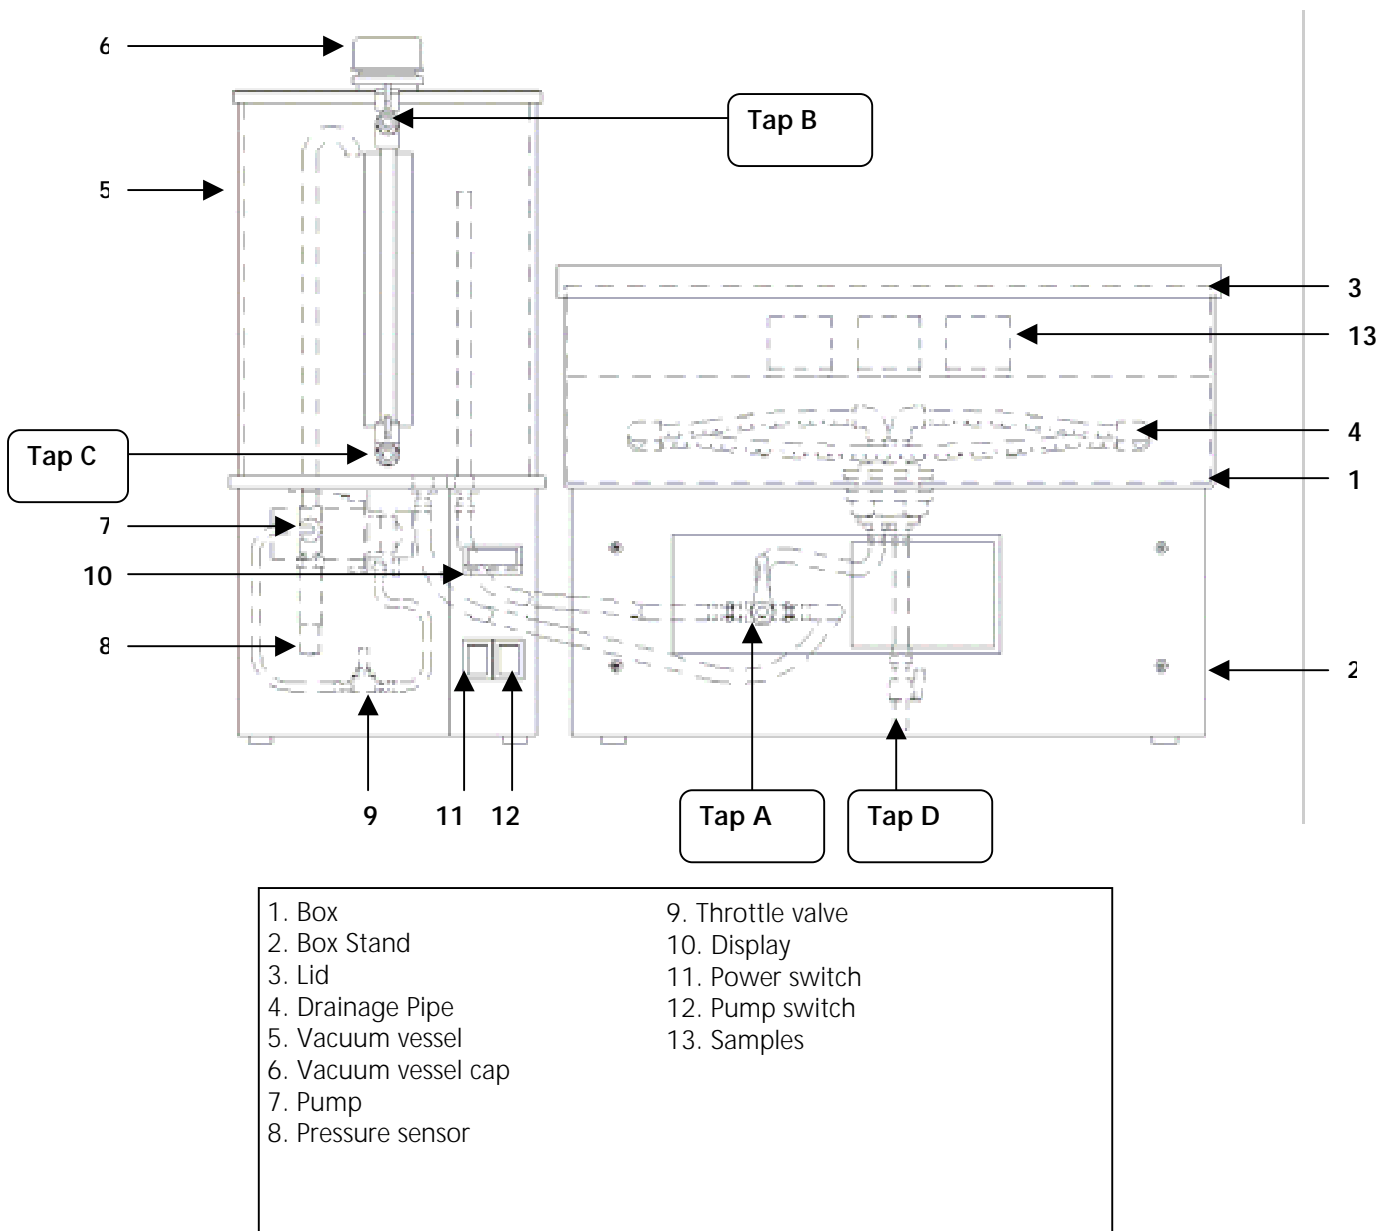 6
Tap B
5
3
13
Tap C
4
1
7
10
8
2
9
11
12
Tap A
Tap D
1. Box
2. Box Stand
3. Lid
4. Drainage Pipe
5. Vacuum vessel
6. Vacuum vessel cap
7. Pump
8. Pressure sensor
9. Throttle valve
10. Display
11. Power switch
12. Pump switch
13. Samples